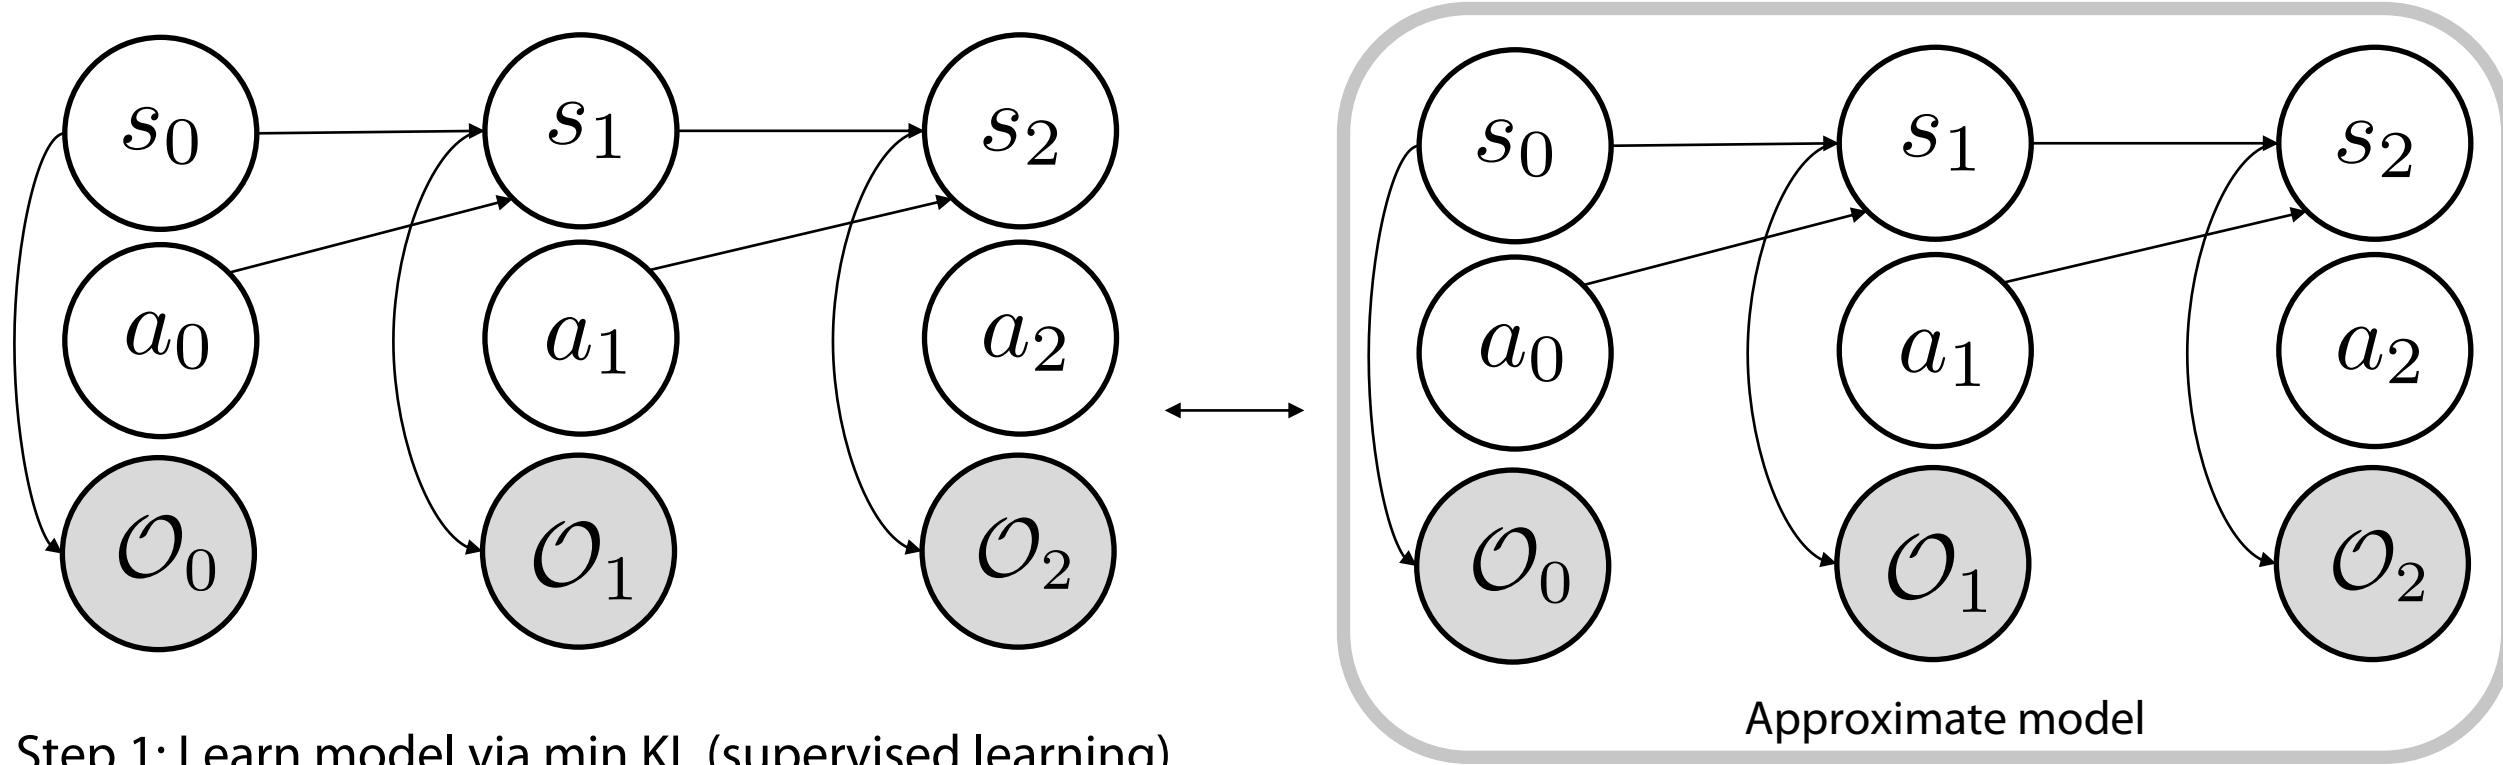 s0 s1 s2 s0 s1 s2
a0 a1 a2 a0 a1 a2
𝒪0 𝒪1 𝒪2 𝒪0 𝒪1 𝒪2
Approximate model
Step 1: Learn model via min KL (supervised learning)